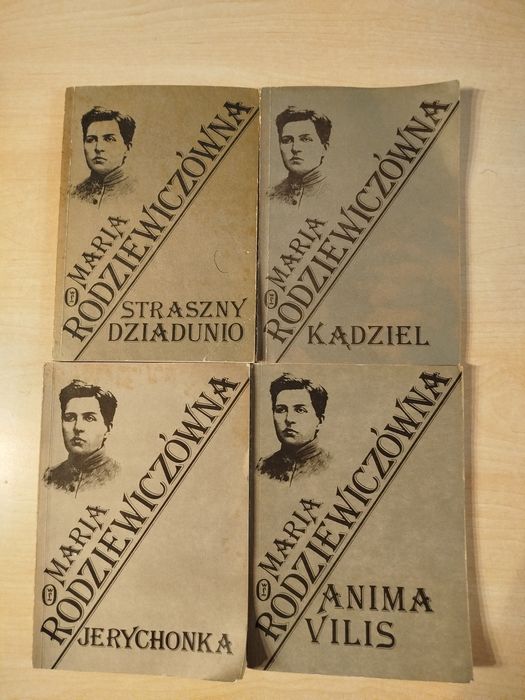 MARIA
RODZIEWICZÓWNA
STRASZNY
DZIADUNIO
MARIA
RODZIEWICZÓWNA
KĄDZIEL
MARIA
RODZIEWICZÓWNA
JERYCHONKA
MARIA
RODZIEWICZÓWNA
ANIMA
VILIS